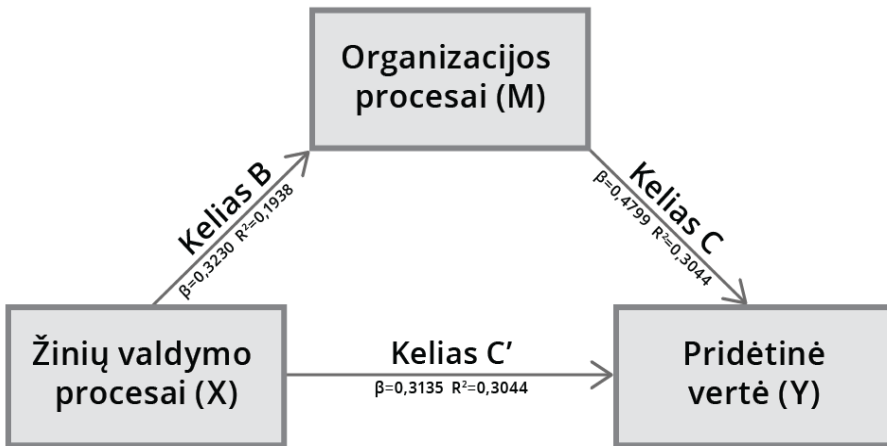 Organizacijos
procesai (M)
Kelias B
β=0,3230 R²=0,1938
Kelias C
β=0,4799 R²=0,3044
Žinių valdymo
procesai (X)
Kelias C’
β=0,3135 R²=0,3044
Pridėtinė
vertė (Y)